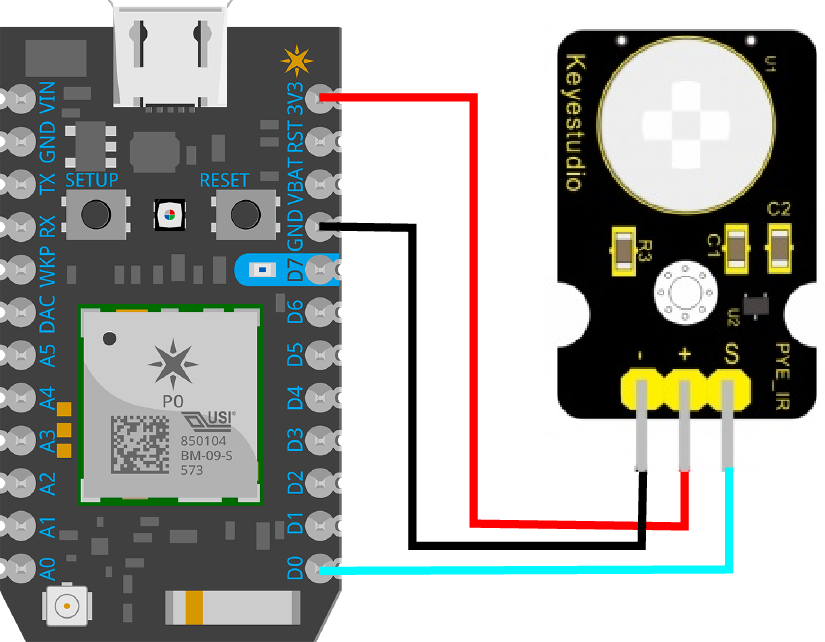 VIN
GND
TX
RX
WKP
DAC
A5
A4
A3
A2
A1
A0
SETUP
RESET
3V3
RST
VBAT
GND
D7
D6
D5
D4
D3
D2
D1
D0
P0
USI
850104
BM-09-S
573
Keyestudio
U1
R3
C1
C2
U2
- + S
PYE_IR